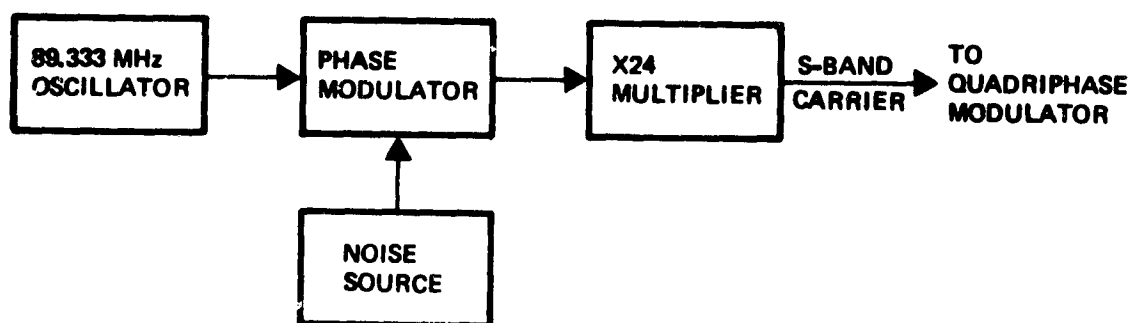 89.333 MHz
OSCILLATOR
PHASE
MODULATOR
X24
MULTIPLIER
S-BAND
CARRIER
TO
QUADRIPHASE
MODULATOR
NOISE
SOURCE